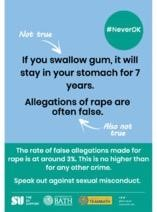 #NeverOK
Not true
If you swallow gum, it will
stay in your stomach for 7
years.
Allegations of rape are
often false.
Also not
true
The rate of false allegations made for
rape is at around 3%. This is no higher than
for any other crime.
Speak out against sexual misconduct.
SU
BATH
TEAMBATH